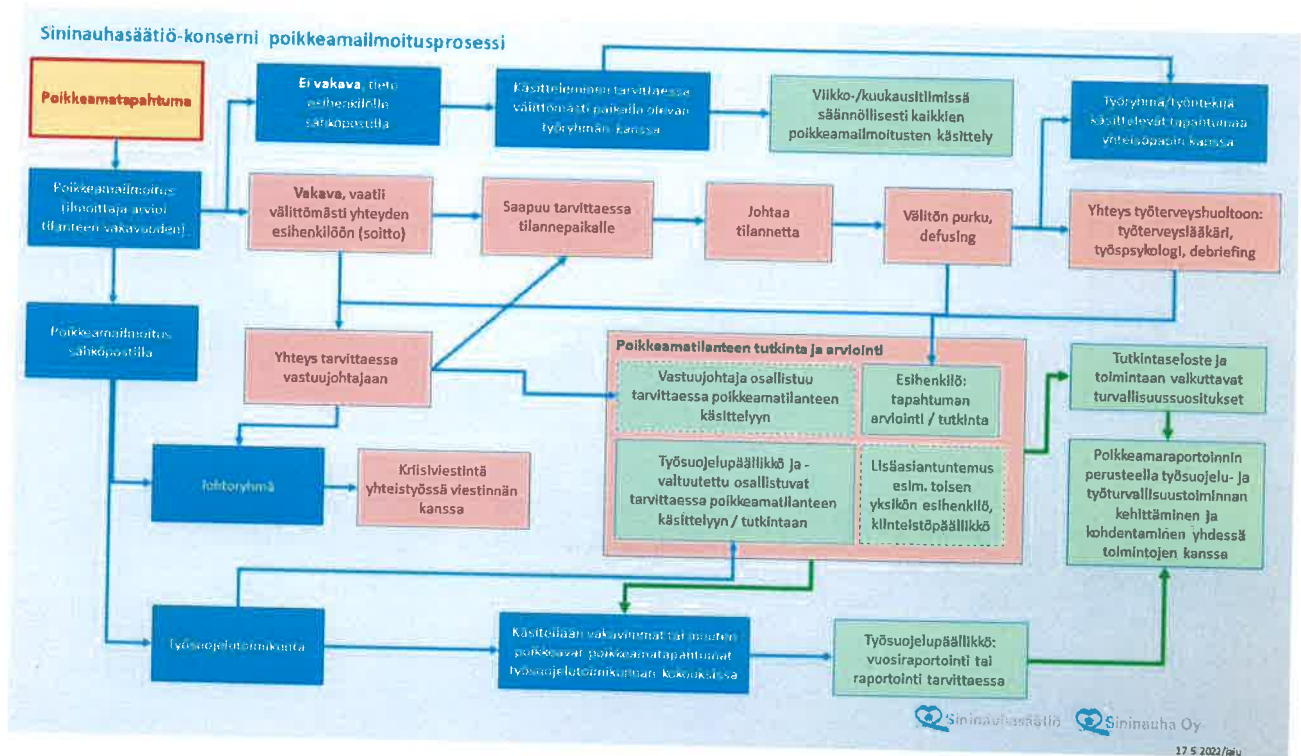 Sininauhasäätiö-konserni poikkeamailmoitusprosessi
Poikkeamatapahtuma
Ei vakava, tieto
esihenkilölle
sähköpostilla
Käsitteleminen tarvittaessa
välittömästi paikalla olevan
työryhmän kanssa
Viikko-/kuukausitiimissä
säännöllisesti kaikkien
poikkeamailmoitusten käsittely
Työryhmä/työntekijä
käsittelevät tapahtumaa
yhteisöpapin kanssa
Poikkeamailmoitus
(ilmoittaja arvioi
tilanteen vakavuuden)
Vakava, vaatii
välittömästi yhteyden
esihenkilöön (soitto)
Saapuu tarvittaessa
tilannepaikalle
Johtaa
tilannetta
Välitön purku,
defusing
Yhteys työterveyshuoltoon:
työterveyslääkäri,
työspsykologi, debriefing
Poikkeamailmoitus
sähköpostilla
Yhteys tarvittaessa
vastuujohtajaan
Poikkeamatilanteen tutkinta ja arviointi
Vastuujohtaja osallistuu
tarvittaessa poikkeamatilanteen
käsittelyyn
Esihenkilö:
tapahtuman
arviointi / tutkinta
Tutkintaseloste ja
toimintaan vaikuttavat
turvallisuussuositukset
Johtoryhmä
Kriisiviestintä
yhteistyössä viestinnän
kanssa
Työsuojelupäällikkö ja -
valtuutettu osallistuvat
tarvittaessa poikkeamatilanteen
käsittelyyn / tutkintaan
Lisäasiantuntemus
esim. toisen
yksikön esihenkilö,
kiinteistöpäällikkö
Poikkeamaraportoinnin
perusteella työsuojelu- ja
työturvallisuustoiminnan
kehittäminen ja
kohdentaminen yhdessä
toimintojen kanssa
Työsuojelutoimikunta
Käsitellään vakavimmat tai muuten
poikkeavat poikkeamatapahtumat
työsuojelutoimikunnan kokouksissa
Työsuojelupäällikkö:
vuosiraportointi tai
raportointi tarvittaessa
Sininauhasäätiö
Sininauha Oy
17.5.2022/jaju